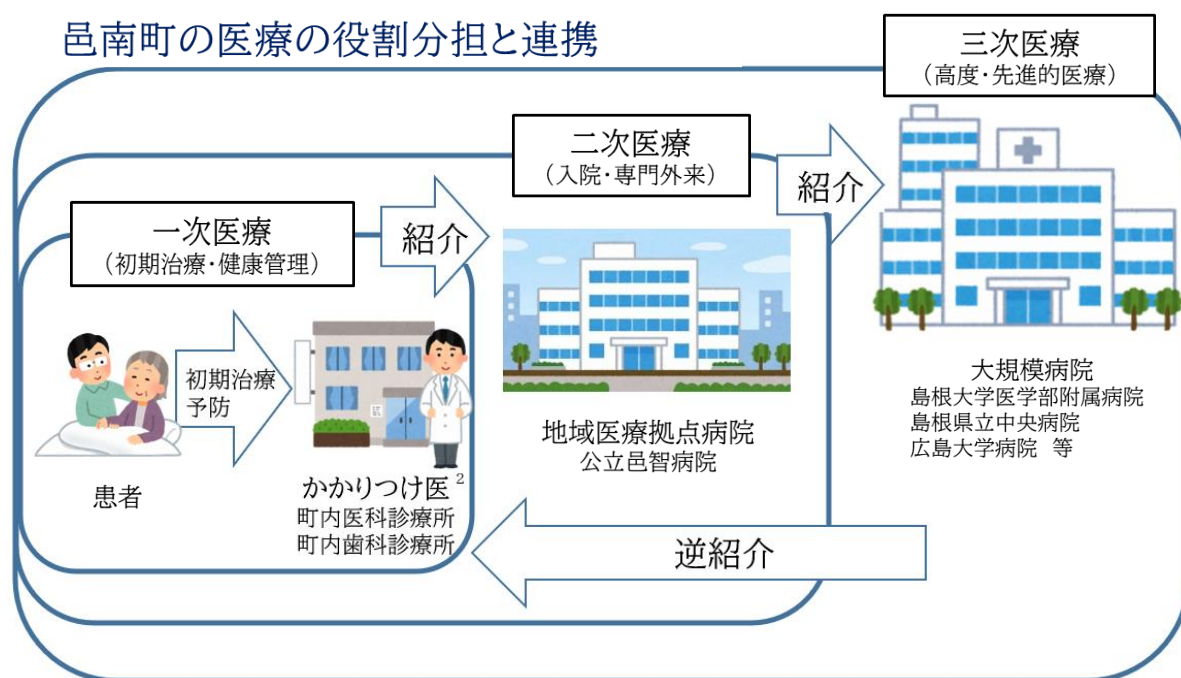 邑南町の医療の役割分担と連携
三次医療
（高度・先進的医療）
二次医療
（入院・専門外来）
紹介
一次医療
（初期治療・健康管理）
紹介
初期治療
予防
患者
かかりつけ医2
町内医科診療所
町内歯科診療所
地域医療拠点病院
公立邑智病院
大規模病院
島根大学医学部附属病院
島根県立中央病院
広島大学病院 等
逆紹介